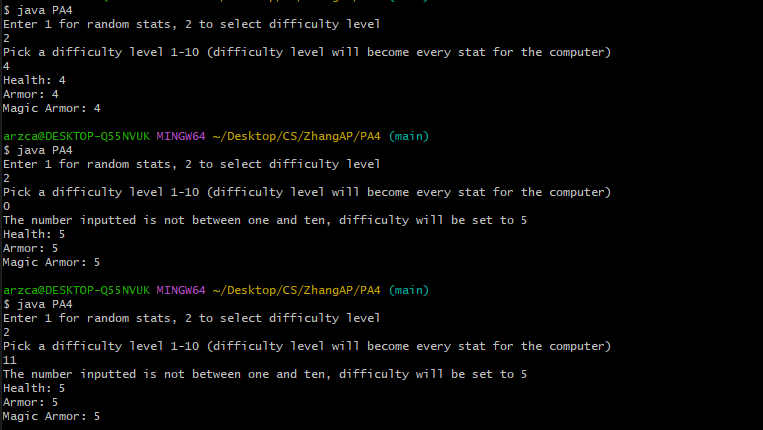 $ java PA4
Enter 1 for random stats, 2 to select difficulty level
2
Pick a difficulty level 1-10 (difficulty level will become every stat for the computer)
4
Health: 4
Armor: 4
Magic Armor: 4
arzca@DESKTOP-Q55NVUK MINGW64 ~/Desktop/CS/ZhangAP/PA4 (main)
$ java PA4
Enter 1 for random stats, 2 to select difficulty level
2
Pick a difficulty level 1-10 (difficulty level will become every stat for the computer)
0
The number inputted is not between one and ten, difficulty will be set to 5
Health: 5
Armor: 5
Magic Armor: 5
arzca@DESKTOP-Q55NVUK MINGW64 ~/Desktop/CS/ZhangAP/PA4 (main)
$ java PA4
Enter 1 for random stats, 2 to select difficulty level
2
Pick a difficulty level 1-10 (difficulty level will become every stat for the computer)
11
The number inputted is not between one and ten, difficulty will be set to 5
Health: 5
Armor: 5
Magic Armor: 5